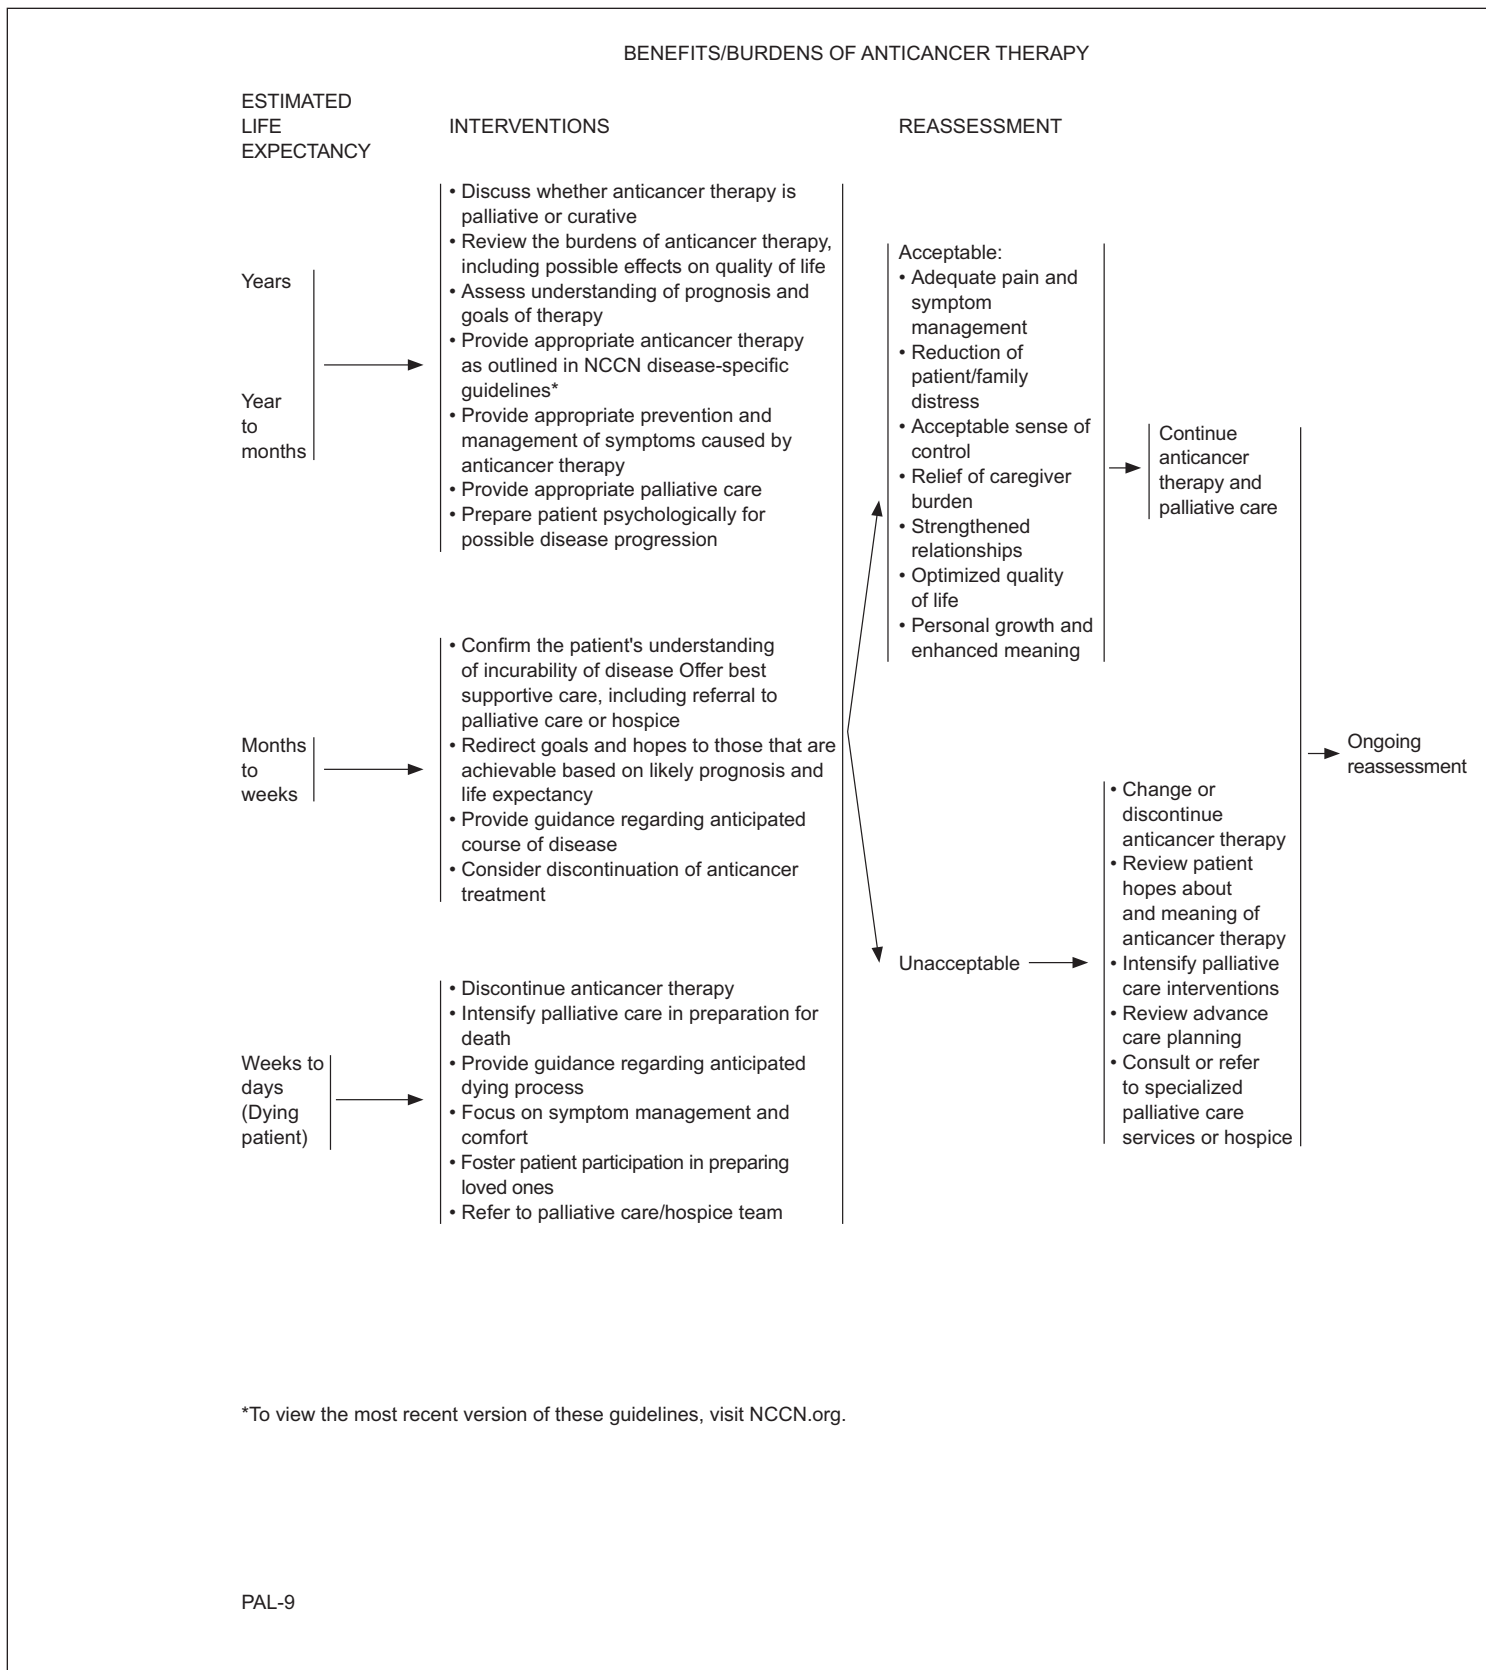 BENEFITS/BURDENS OF ANTICANCER THERAPY
ESTIMATED
LIFE
EXPECTANCY
INTERVENTIONS
REASSESSMENT
Years
Year
to
months
• Discuss whether anticancer therapy is
palliative or curative
• Review the burdens of anticancer therapy,
including possible effects on quality of life
• Assess understanding of prognosis and
goals of therapy
• Provide appropriate anticancer therapy
as outlined in NCCN disease-specific
guidelines*
• Provide appropriate prevention and
management of symptoms caused by
anticancer therapy
• Provide appropriate palliative care
• Prepare patient psychologically for
possible disease progression
Months
to
weeks
• Confirm the patient's understanding
of incurability of disease Offer best
supportive care, including referral to
palliative care or hospice
• Redirect goals and hopes to those that are
achievable based on likely prognosis and
life expectancy
• Provide guidance regarding anticipated
course of disease
• Consider discontinuation of anticancer
treatment
Weeks to
days
(Dying
patient)
• Discontinue anticancer therapy
• Intensify palliative care in preparation for
death
• Provide guidance regarding anticipated
dying process
• Focus on symptom management and
comfort
• Foster patient participation in preparing
loved ones
• Refer to palliative care/hospice team
Acceptable:
• Adequate pain and
symptom
management
• Reduction of
patient/family
distress
• Acceptable sense of
control
• Relief of caregiver
burden
• Strengthened
relationships
• Optimized quality
of life
• Personal growth and
enhanced meaning
Continue
anticancer
therapy and
palliative care
Unacceptable
• Change or
discontinue
anticancer therapy
• Review patient
hopes about
and meaning of
anticancer therapy
• Intensify palliative
care interventions
• Review advance
care planning
• Consult or refer
to specialized
palliative care
services or hospice
Ongoing
reassessment
*To view the most recent version of these guidelines, visit NCCN.org.
PAL-9